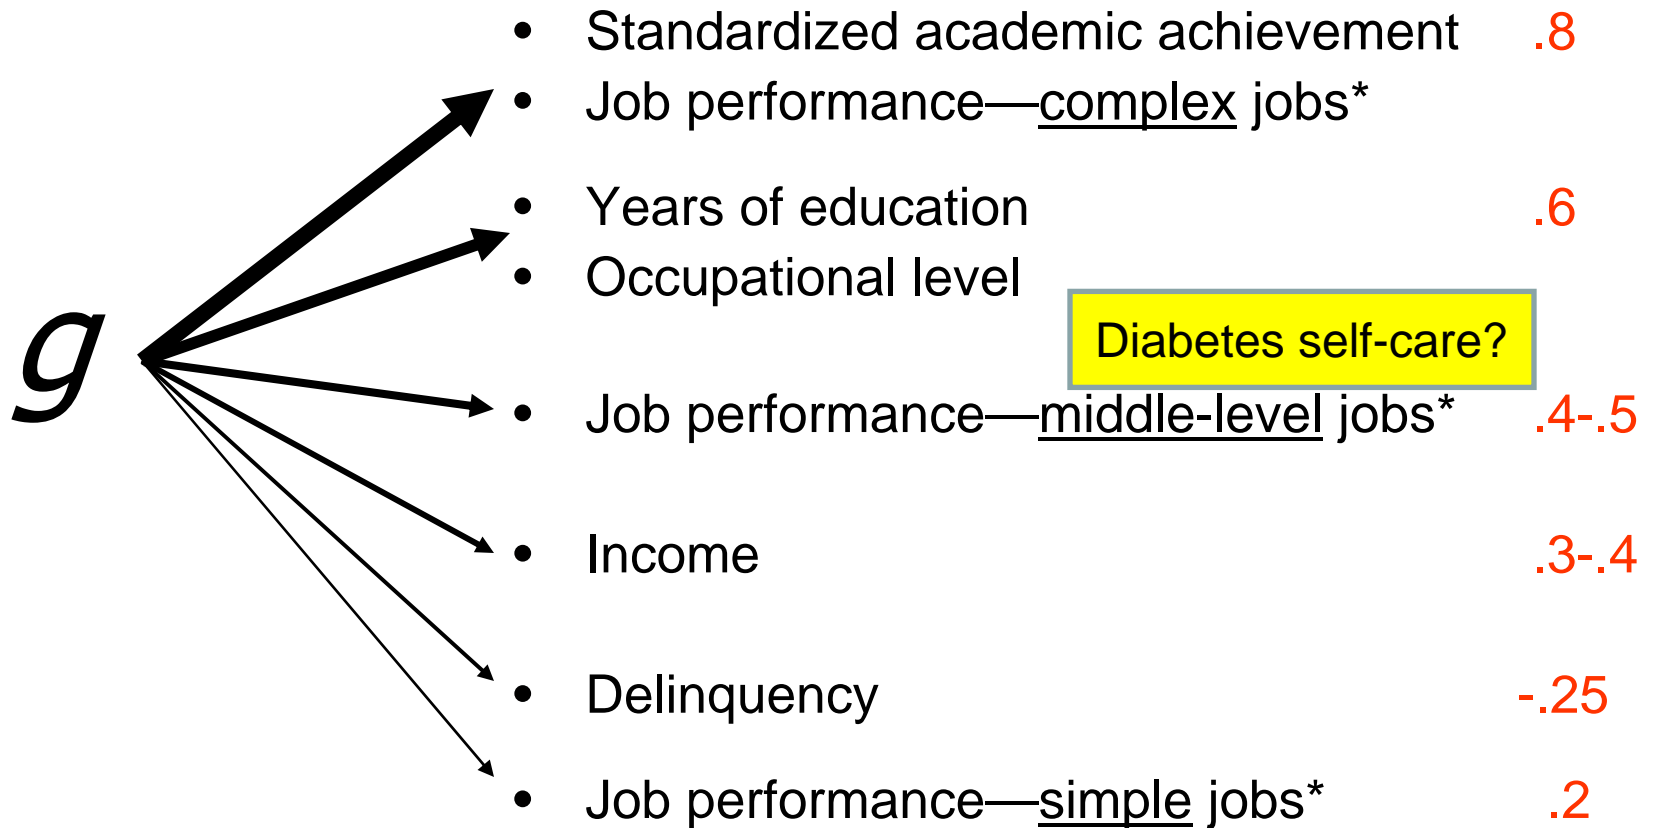 • Standardized academic achievement .8
• Job performance—complex jobs*
• Years of education .6
• Occupational level
g
Diabetes self-care?
• Job performance—middle-level jobs* .4-.5
• Income .3-.4
• Delinquency -.25
• Job performance—simple jobs* .2